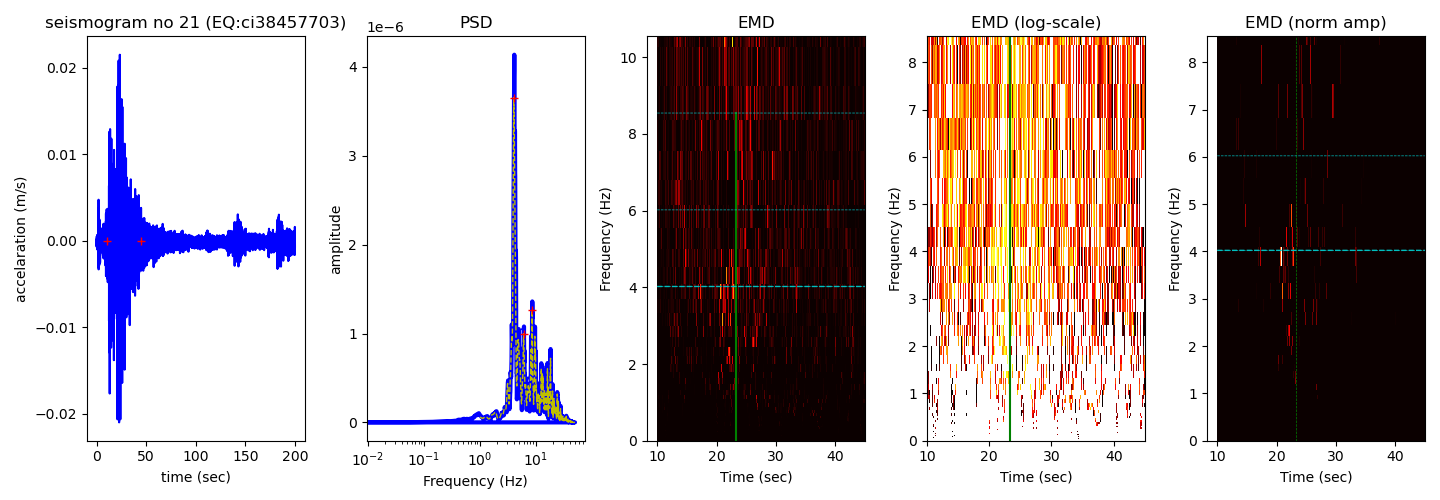 seismogram no 21 (EQ:ci38457703)
accelaration (m/s)
0.02
0.01
0.00
−0.01
−0.02
0 50 100 150 200
time (sec)
PSD
1e−6
amplitude
4
3
2
1
0
10⁻² 10⁻¹ 10⁰ 10¹
Frequency (Hz)
EMD
Frequency (Hz)
10
8
6
4
2
0
10 20 30 40
Time (sec)
EMD (log-scale)
Frequency (Hz)
8
7
6
5
4
3
2
1
0
10 20 30 40
Time (sec)
EMD (norm amp)
Frequency (Hz)
8
7
6
5
4
3
2
1
0
10 20 30 40
Time (sec)